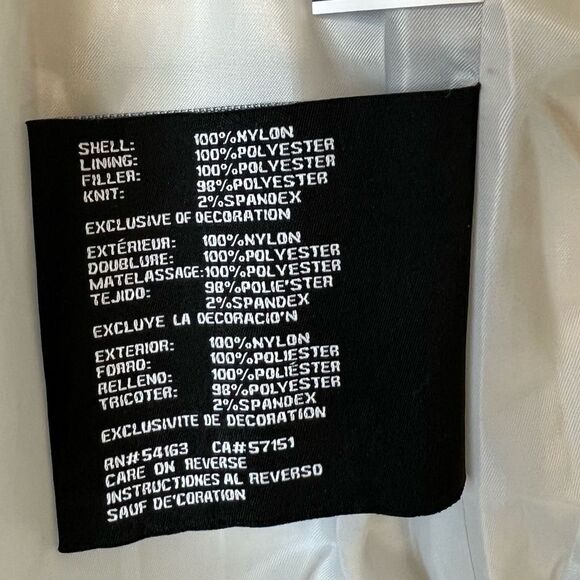 SHELL: 100%NYLON
LINING: 100%POLYESTER
FILLER: 100%POLYESTER
KNIT: 98%POLYESTER
2%SPANDEX
EXCLUSIVE OF DECORATION
EXTÉRIEUR: 100%NYLON
DOUBLURE: 100%POLYESTER
MATELASSAGE: 100%POLYESTER
TEJIDO: 98%POLIE'STER
2%SPANDEX
EXCLUYE LA DECORACIO'N
EXTERIOR: 100%NYLON
FORRO: 100%POLIESTER
RELLENO: 100%POLIÉSTER
TRICOTER: 98%POLYESTER
2%SPANDEX
EXCLUSIVITE DE DECORATION
RN#54163 CA#57151
CARE ON REVERSE
INSTRUCTIONES AL REVERSO
SAUF DE'CORATION